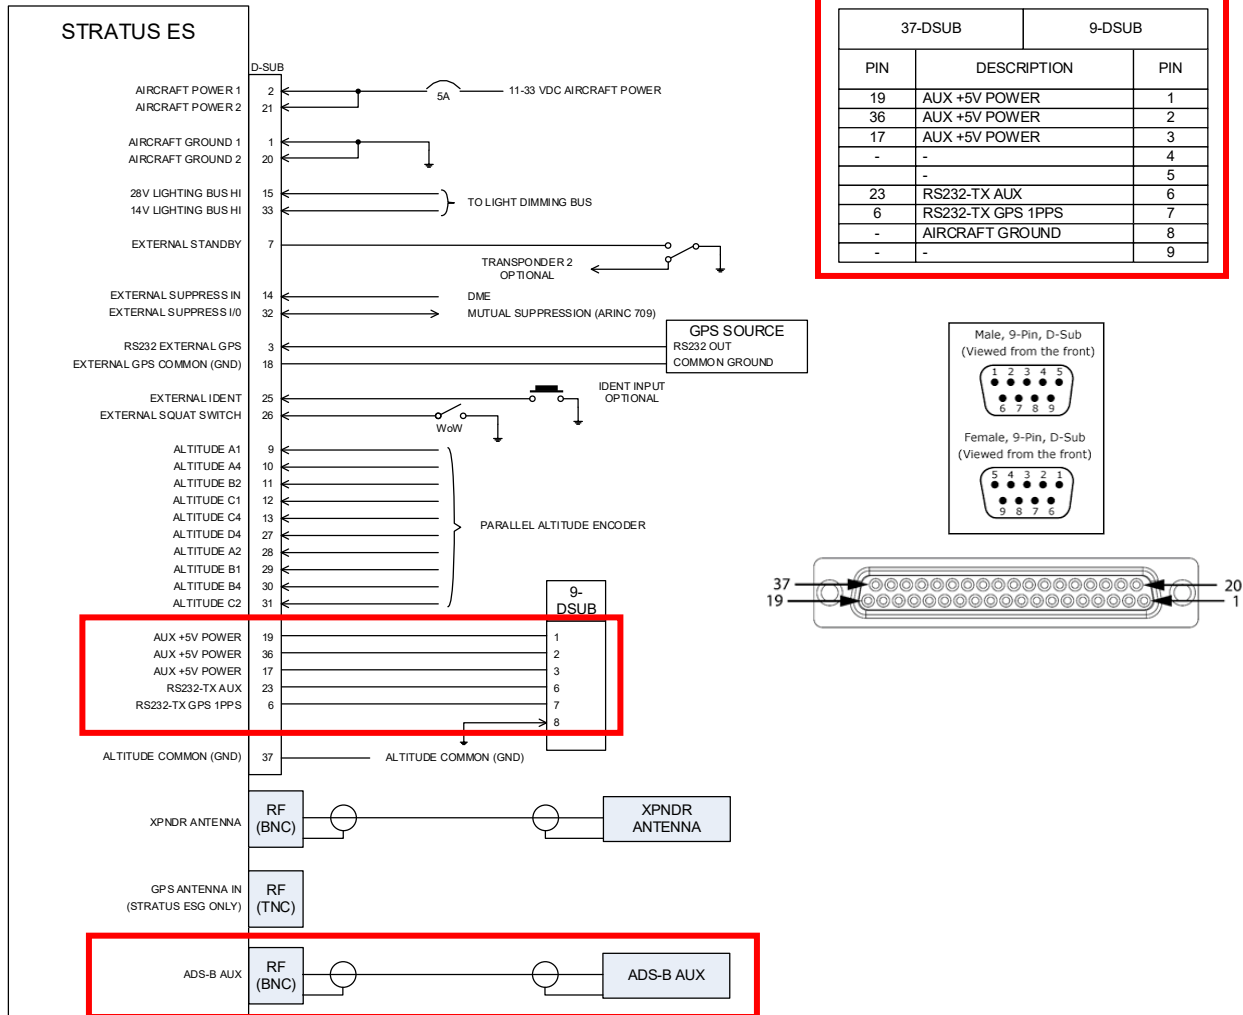 STRATUS ES
D-SUB
AIRCRAFT POWER 1 2 5A 11-33 VDC AIRCRAFT POWER
AIRCRAFT POWER 2 21
AIRCRAFT GROUND 1 1
AIRCRAFT GROUND 2 20
28V LIGHTING BUS HI 15
14V LIGHTING BUS HI 33
TO LIGHT DIMMING BUS
EXTERNAL STANDBY 7
TRANSPONDER 2
OPTIONAL
EXTERNAL SUPPRESS IN 14 DME
EXTERNAL SUPPRESS I/0 32 MUTUAL SUPPRESSION (ARINC 709)
GPS SOURCE
RS232 EXTERNAL GPS 3 RS232 OUT
EXTERNAL GPS COMMON (GND) 18 COMMON GROUND
IDENT INPUT
OPTIONAL
EXTERNAL IDENT 25
EXTERNAL SQUAT SWITCH 26
WoW
ALTITUDE A1 9
ALTITUDE A4 10
ALTITUDE B2 11
ALTITUDE C1 12
ALTITUDE C4 13
ALTITUDE D4 27
ALTITUDE A2 28
ALTITUDE B1 29
ALTITUDE B4 30
ALTITUDE C2 31
PARALLEL ALTITUDE ENCODER
9-
DSUB
AUX +5V POWER 19 1
AUX +5V POWER 36 2
AUX +5V POWER 17 3
RS232-TX AUX 23 6
RS232-TX GPS 1PPS 6 7
8
ALTITUDE COMMON (GND) 37 ALTITUDE COMMON (GND)
XPNDR ANTENNA
RF
(BNC)
XPNDR
ANTENNA
GPS ANTENNA IN
(STRATUS ESG ONLY)
RF
(TNC)
ADS-B AUX
RF
(BNC)
ADS-B AUX
37-DSUB 9-DSUB
PIN DESCRIPTION PIN
19 AUX +5V POWER 1
36 AUX +5V POWER 2
17 AUX +5V POWER 3
- - 4
- 5
23 RS232-TX AUX 6
6 RS232-TX GPS 1PPS 7
- AIRCRAFT GROUND 8
- - 9
Male, 9-Pin, D-Sub
(Viewed from the front)
1 2 3 4 5
6 7 8 9
Female, 9-Pin, D-Sub
(Viewed from the front)
5 4 3 2 1
9 8 7 6
37 20
19 1